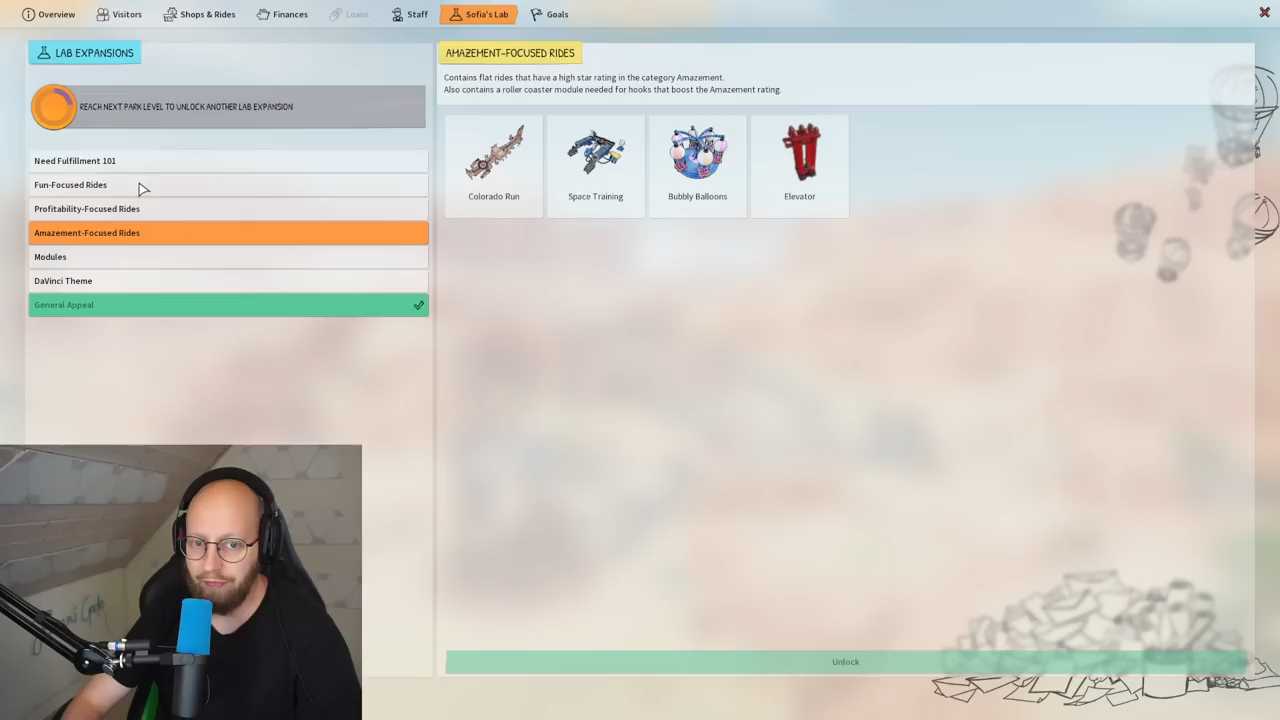 Overview
Visitors
Shops & Rides
Finances
Loans
Staff
Sofia's Lab
Goals
LAB EXPANSIONS
REACH NEXT PARK LEVEL TO UNLOCK ANOTHER LAB EXPANSION
Need Fulfillment 101
Fun-Focused Rides
Profitability-Focused Rides
Amazement-Focused Rides
Modules
DaVinci Theme
General Appeal
AMAZEMENT-FOCUSED RIDES
Contains flat rides that have a high star rating in the category Amazement.
Also contains a roller coaster module needed for hooks that boost the Amazement rating.
Colorado Run
Space Training
Bubbly Balloons
Elevator
Unlock